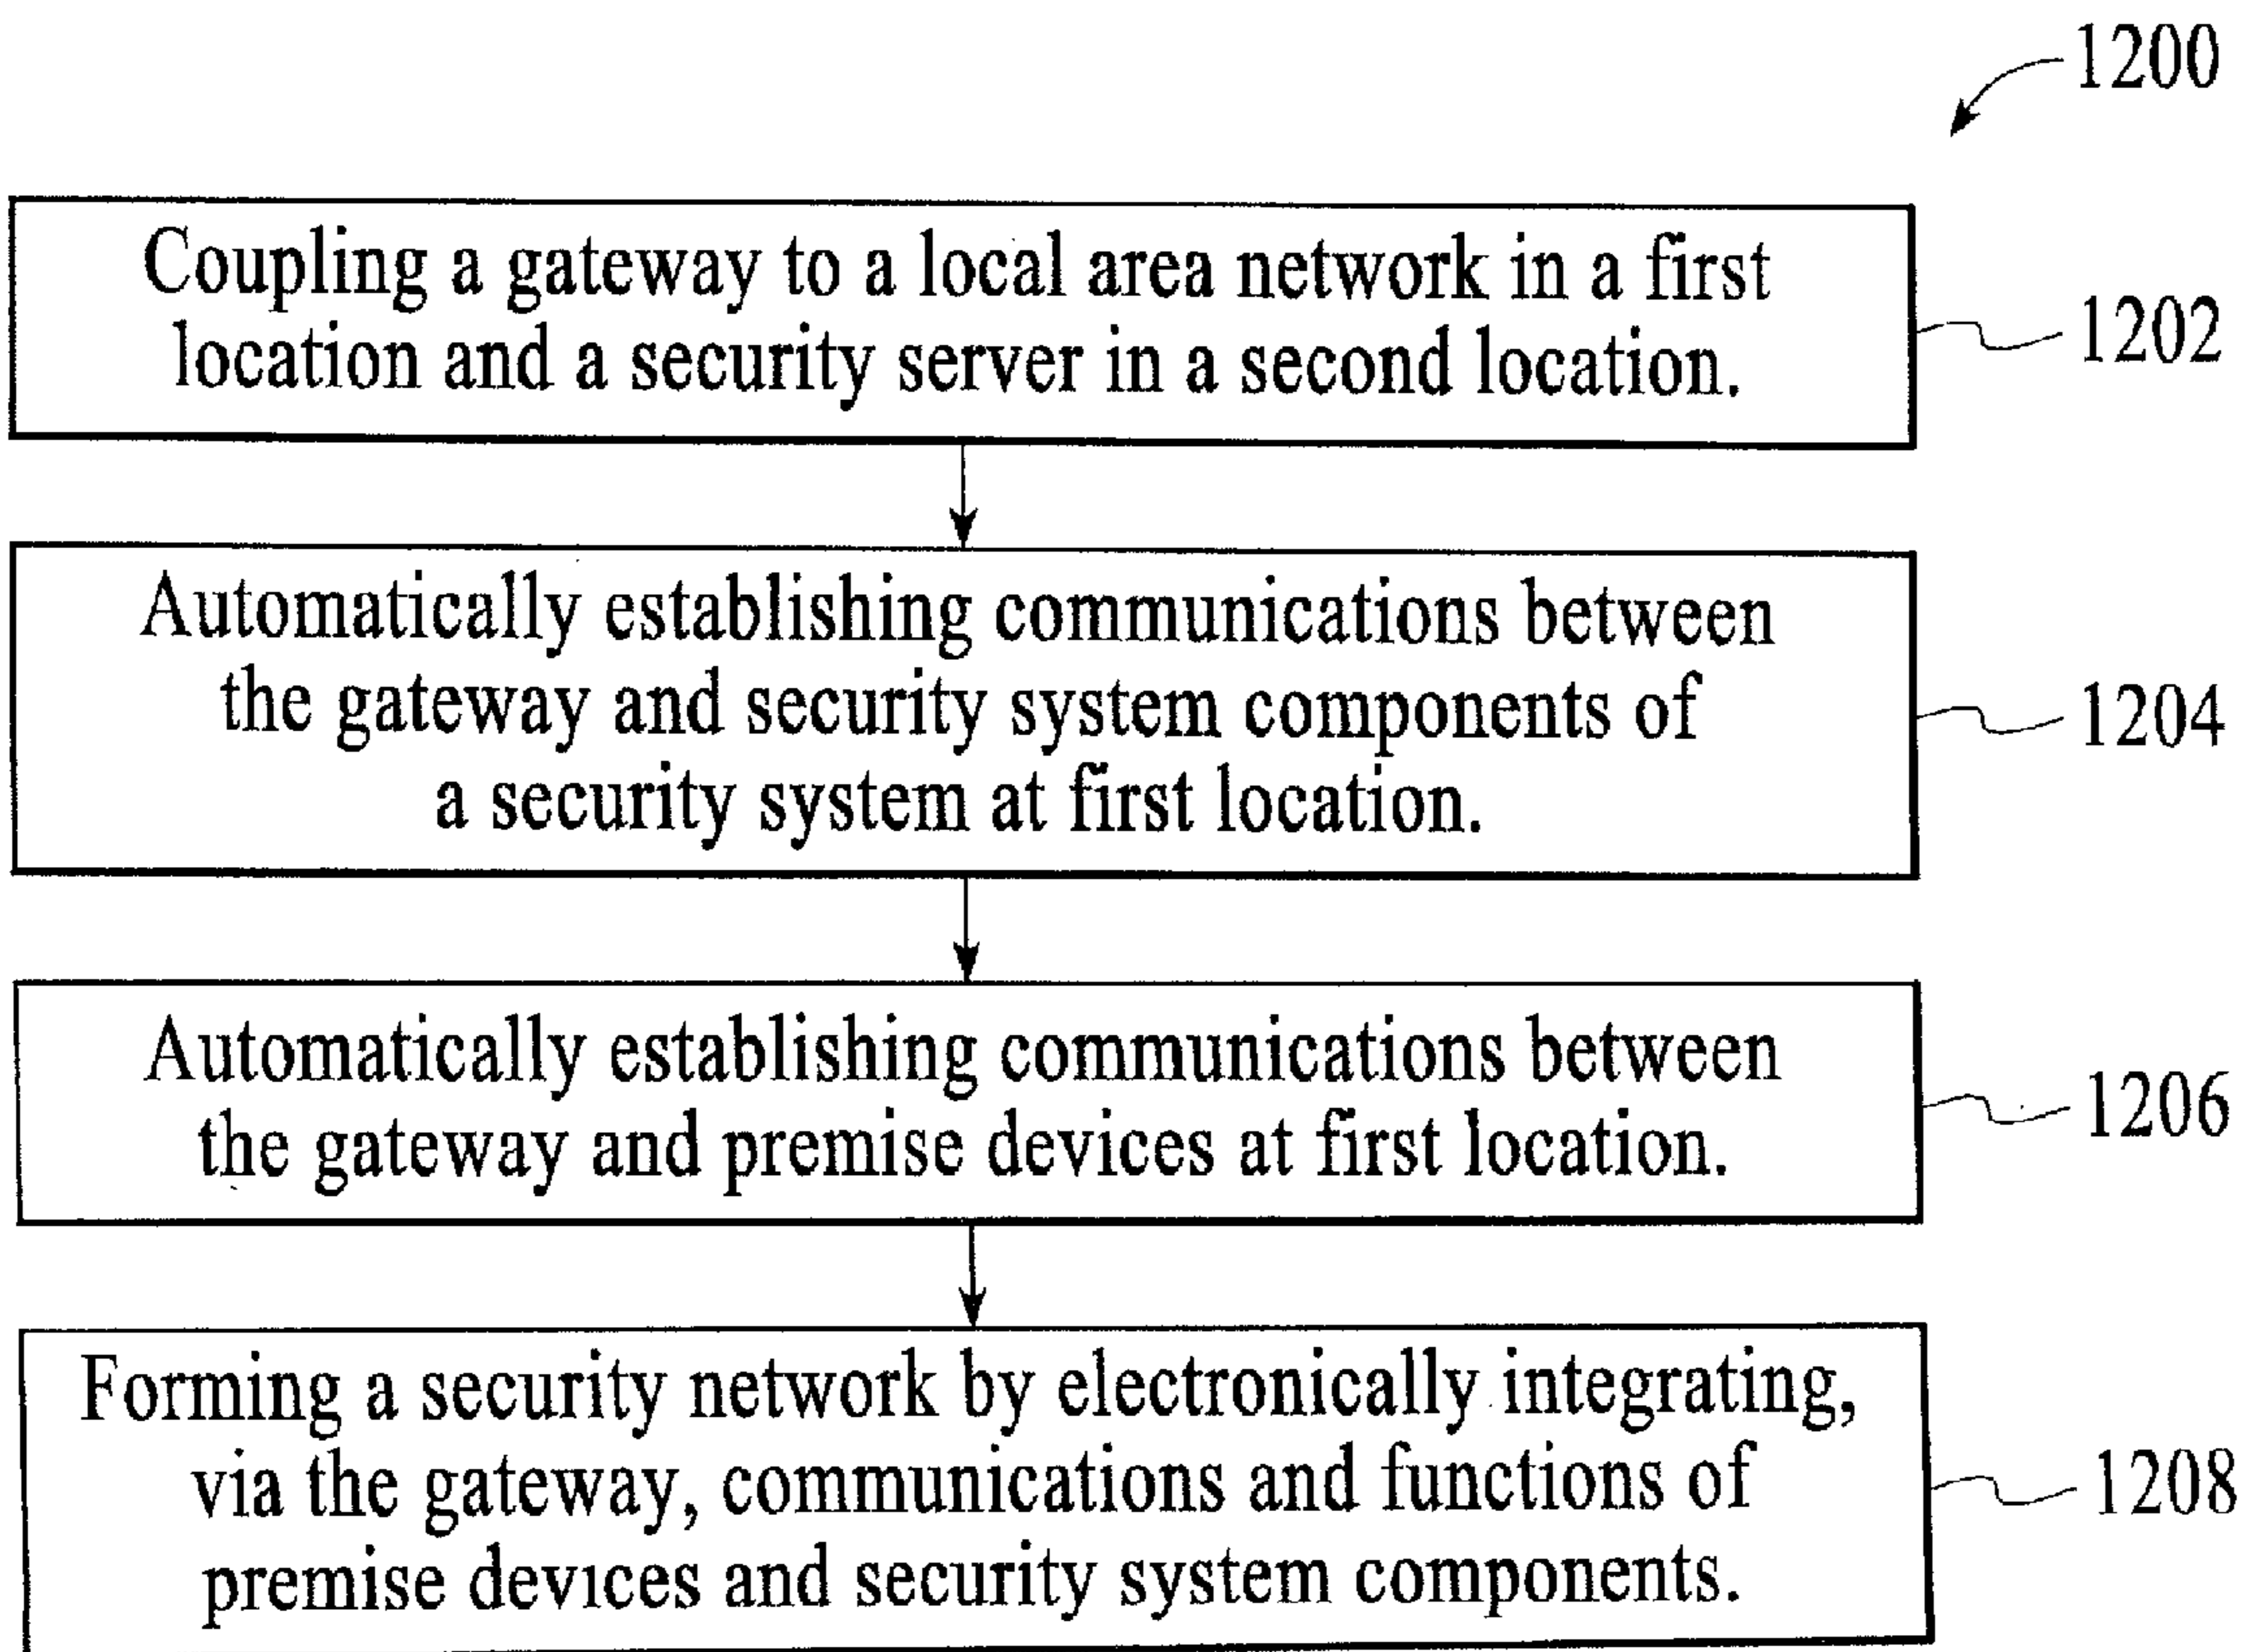 1200
Coupling a gateway to a local area network in a first
location and a security server in a second location.
1202
Automatically establishing communications between
the gateway and security system components of
a security system at first location.
1204
Automatically establishing communications between
the gateway and premise devices at first location.
1206
Forming a security network by electronically integrating,
via the gateway, communications and functions of
premise devices and security system components.
1208